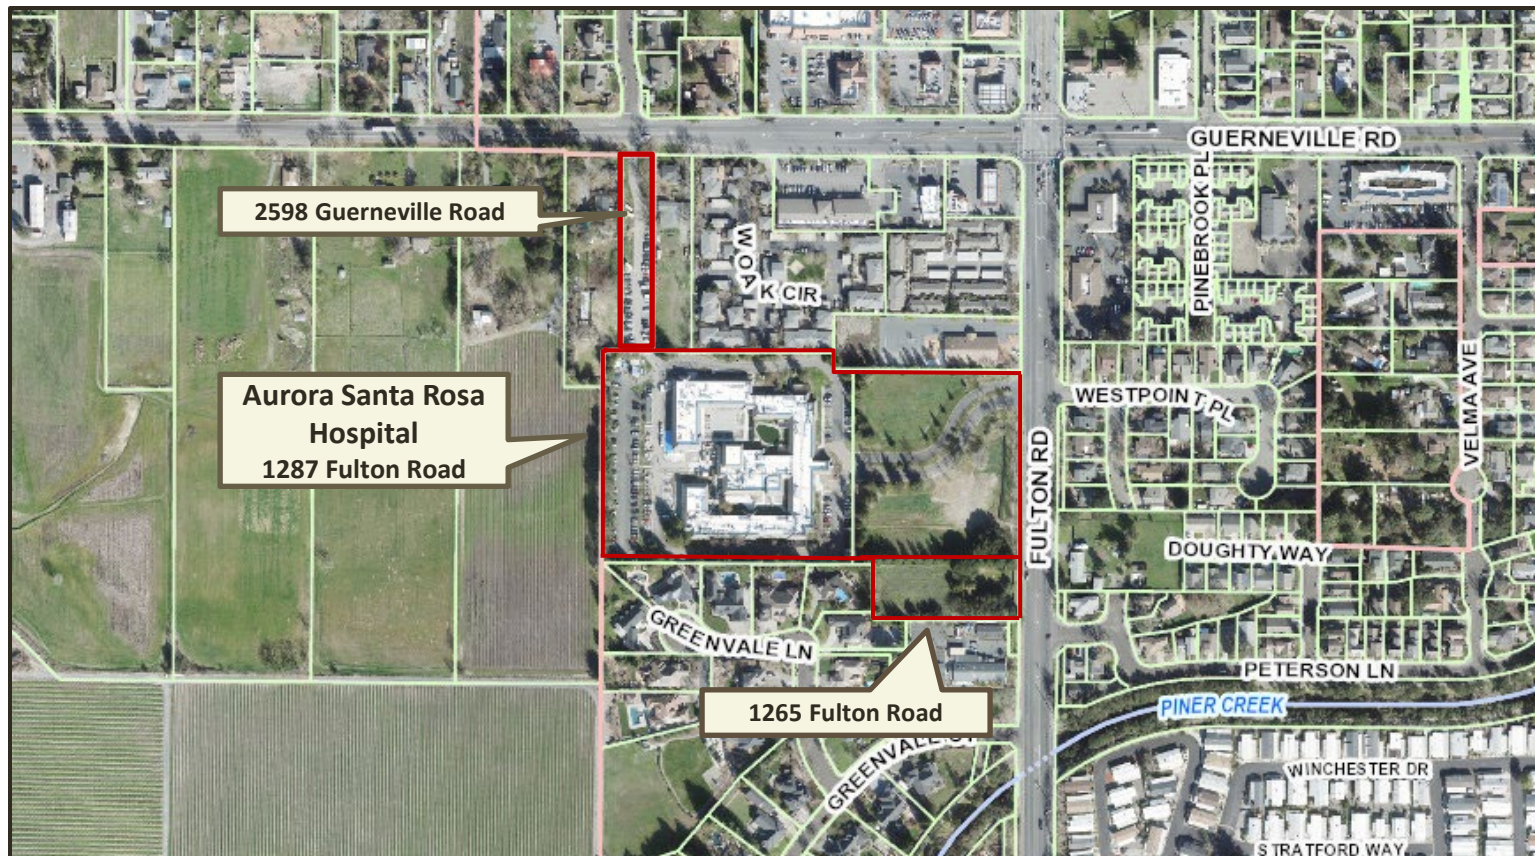 GUERNEVILLE RD
2598 Guerneville Road
W OAK CIR
PINEBROOK PL
Aurora Santa Rosa
Hospital
1287 Fulton Road
WESTPOINT PL
VELMA AVE
FULTON RD
DOUGHTY WAY
GREENVALE LN
PETERSON LN
1265 Fulton Road
PINER CREEK
GREENVALE CT
WINCHESTER DR
STRATFORD WAY